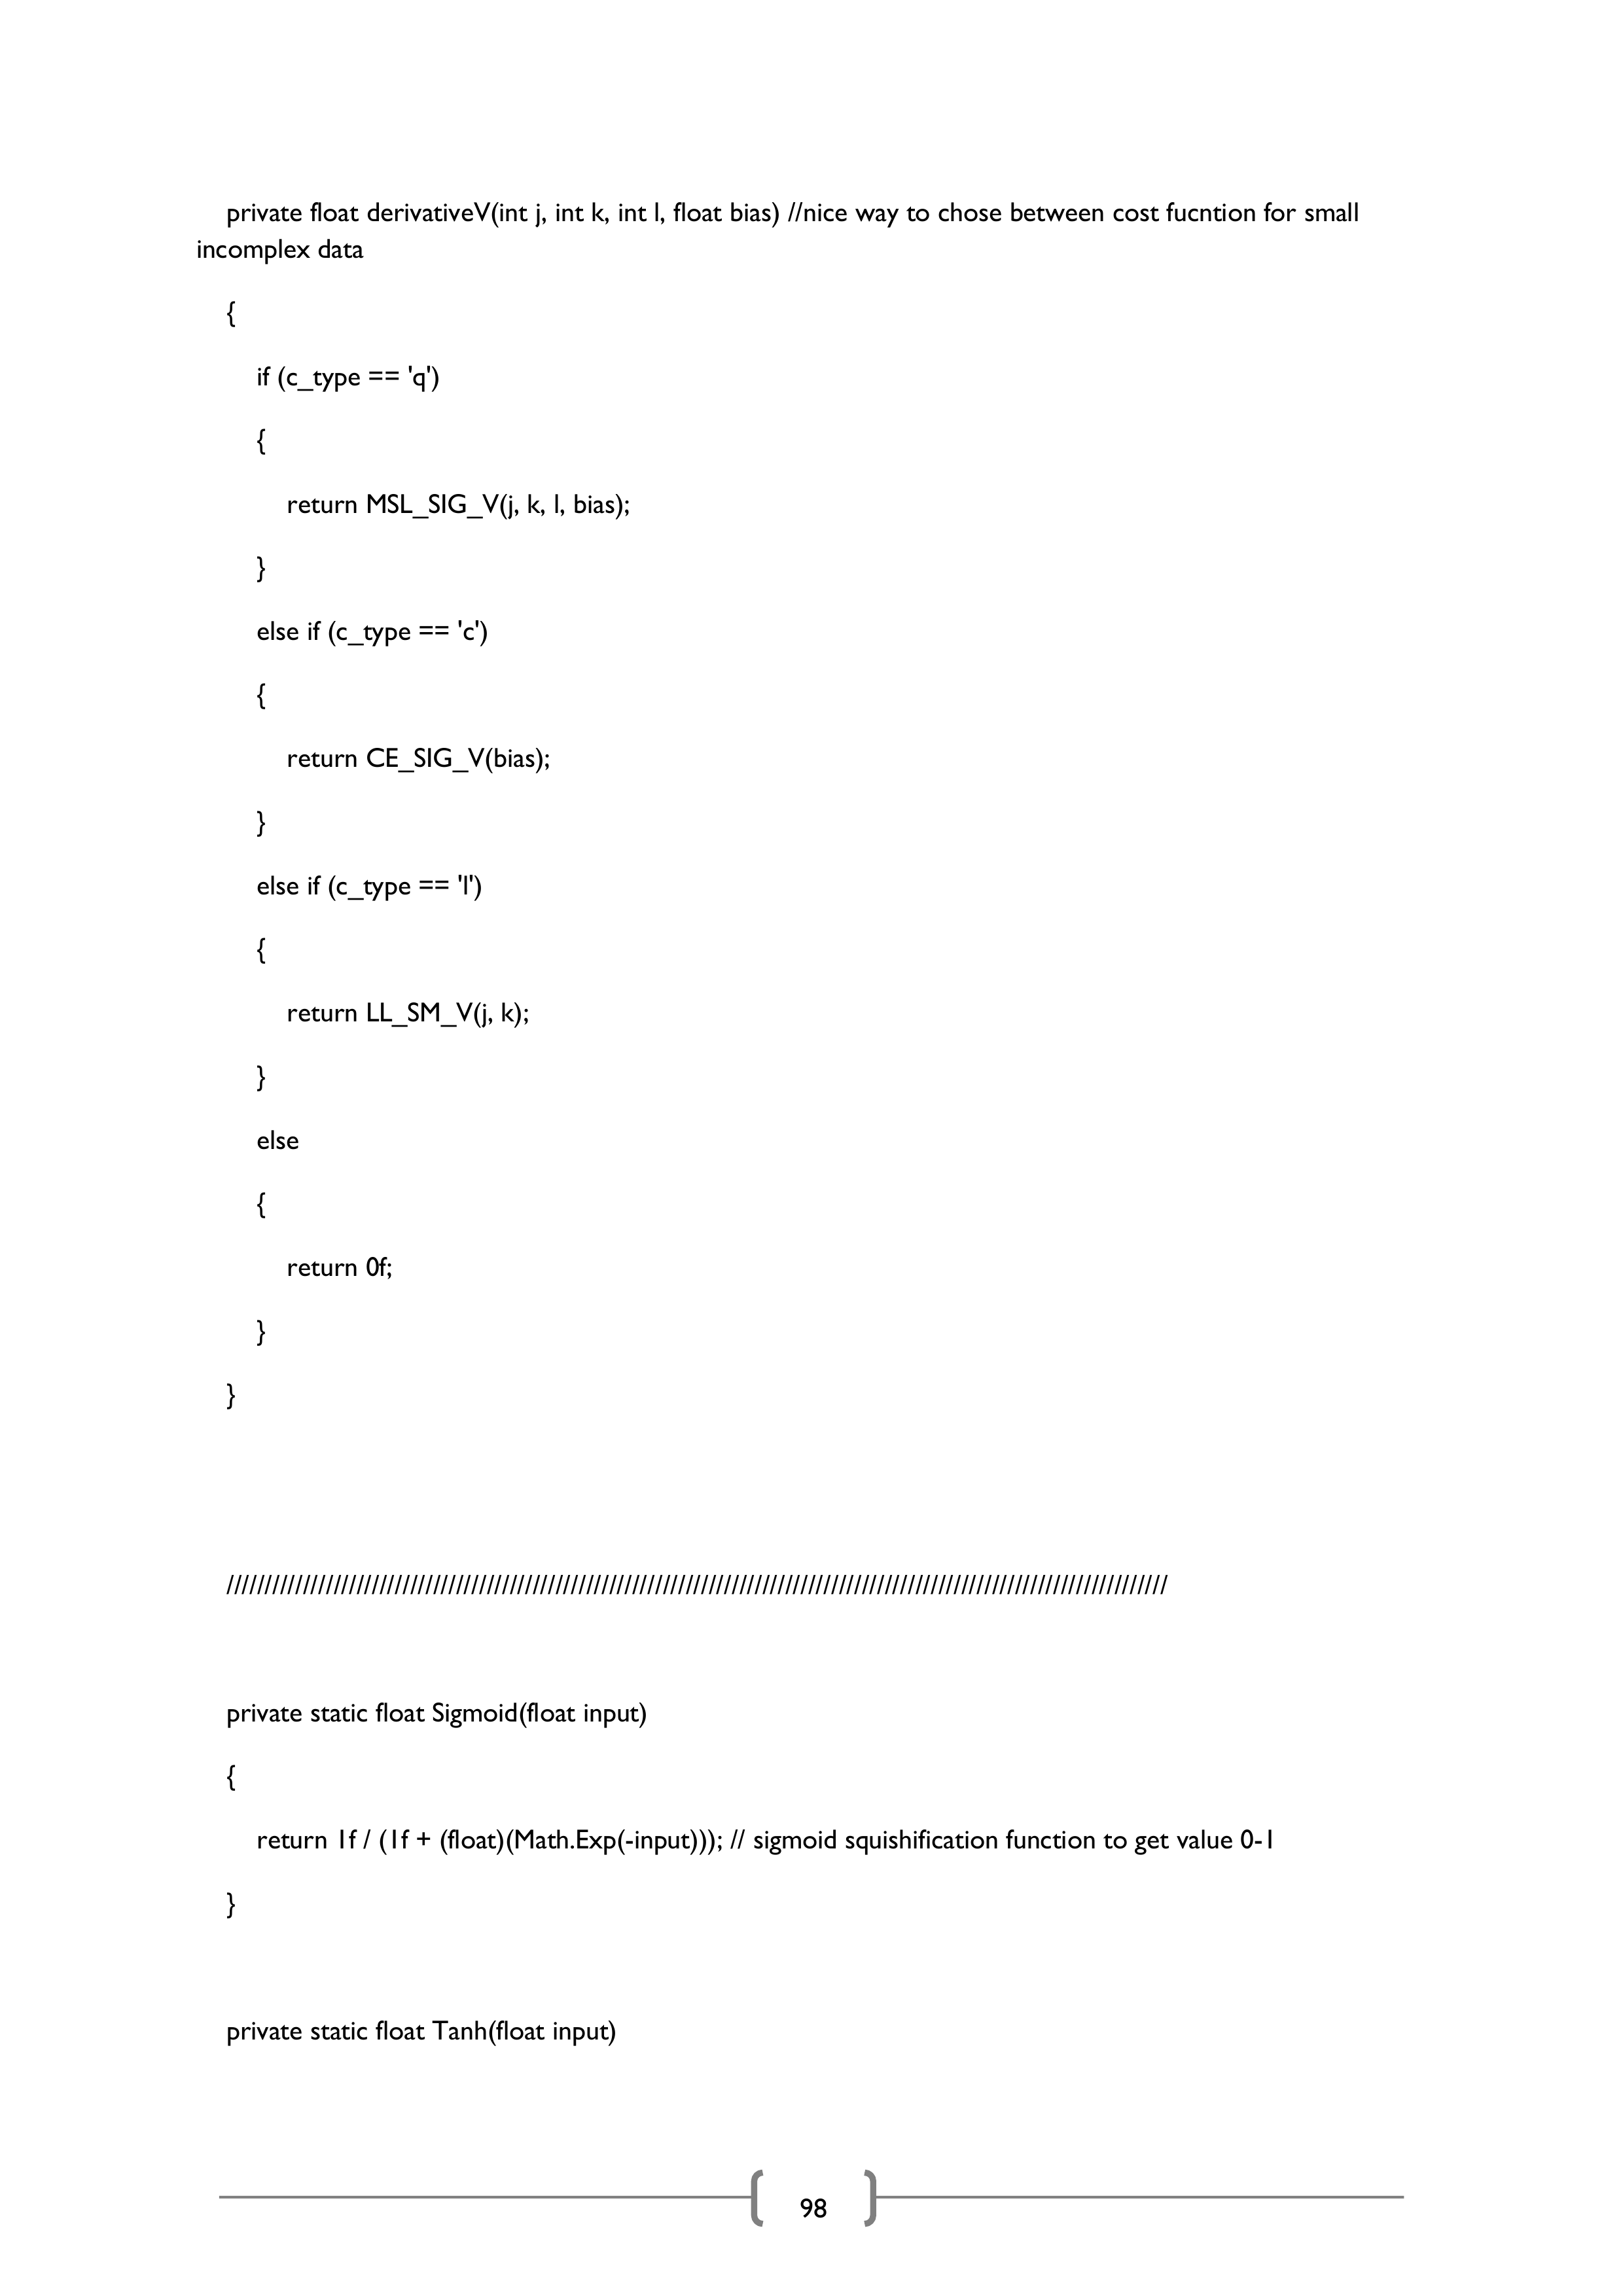 private float derivativeV(int j, int k, int l, float bias) //nice way to chose between cost fucntion for small
incomplex data
{
if (c_type == 'q')
{
return MSL_SIG_V(j, k, l, bias);
}
else if (c_type == 'c')
{
return CE_SIG_V(bias);
}
else if (c_type == 'l')
{
return LL_SM_V(j, k);
}
else
{
return 0f;
}
}
///////////////////////////////////////////////////////////////////////////////////////////////////////////////////////////
private static float Sigmoid(float input)
{
return 1f / (1f + (float)(Math.Exp(-input))); // sigmoid squishification function to get value 0-1
}
private static float Tanh(float input)
98